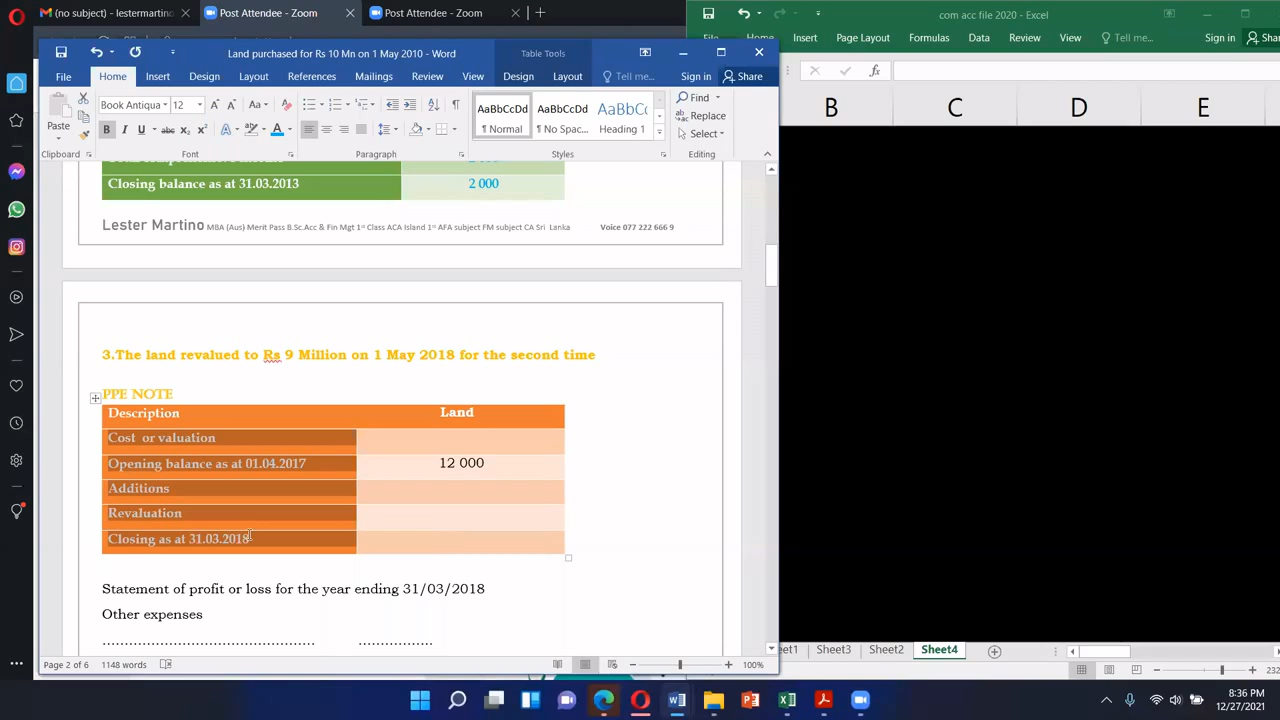 (no subject) - lestermartino
Post Attendee - Zoom
Post Attendee - Zoom
Land purchased for Rs 10 Mn on 1 May 2010 - Word
Table Tools
File Home Insert Design Layout References Mailings Review View Design Layout Tell me... Sign in Share
Paste
Clipboard
Book Antiqua 12
Font
Paragraph
AaBbCcDd AaBbCcDd AaBbCc
¶ Normal ¶ No Spac... Heading 1
Styles
Find
Replace
Select
Editing
Closing balance as at 31.03.2013 2 000
Lester Martino MBA (Aus) Merit Pass B.Sc.Acc & Fin Mgt 1st Class ACA Island 1st AFA subject FM subject CA Sri Lanka Voice 077 222 666 9
3.The land revalued to Rs 9 Million on 1 May 2018 for the second time
PPE NOTE
Description Land
Cost or valuation
Opening balance as at 01.04.2017 12 000
Additions
Revaluation
Closing as at 31.03.2018
Statement of profit or loss for the year ending 31/03/2018
Other expenses
............................................ .................
Page 2 of 6 1148 words 100%
com acc file 2020 - Excel
Insert Page Layout Formulas Data Review View Tell me... Sign in
B C D E
Sheet3 Sheet2 Sheet4
8:36 PM
12/27/2021